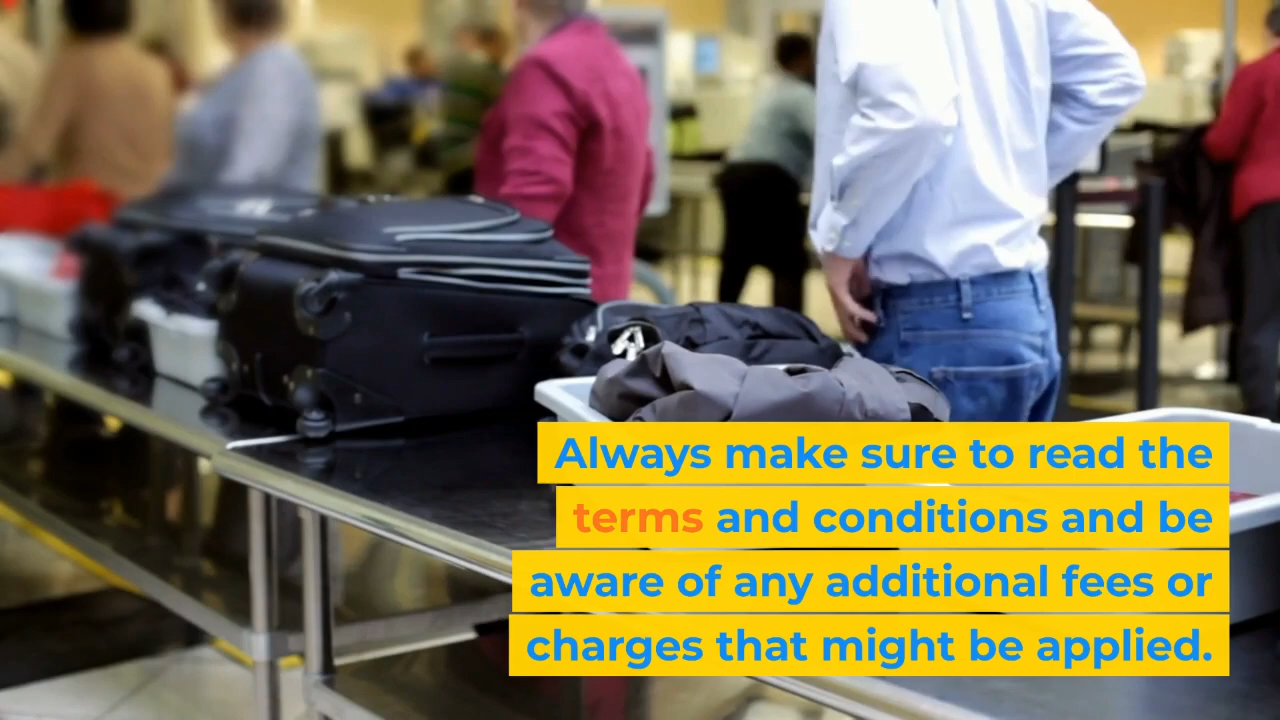 Always make sure to read the
terms and conditions and be
aware of any additional fees or
charges that might be applied.